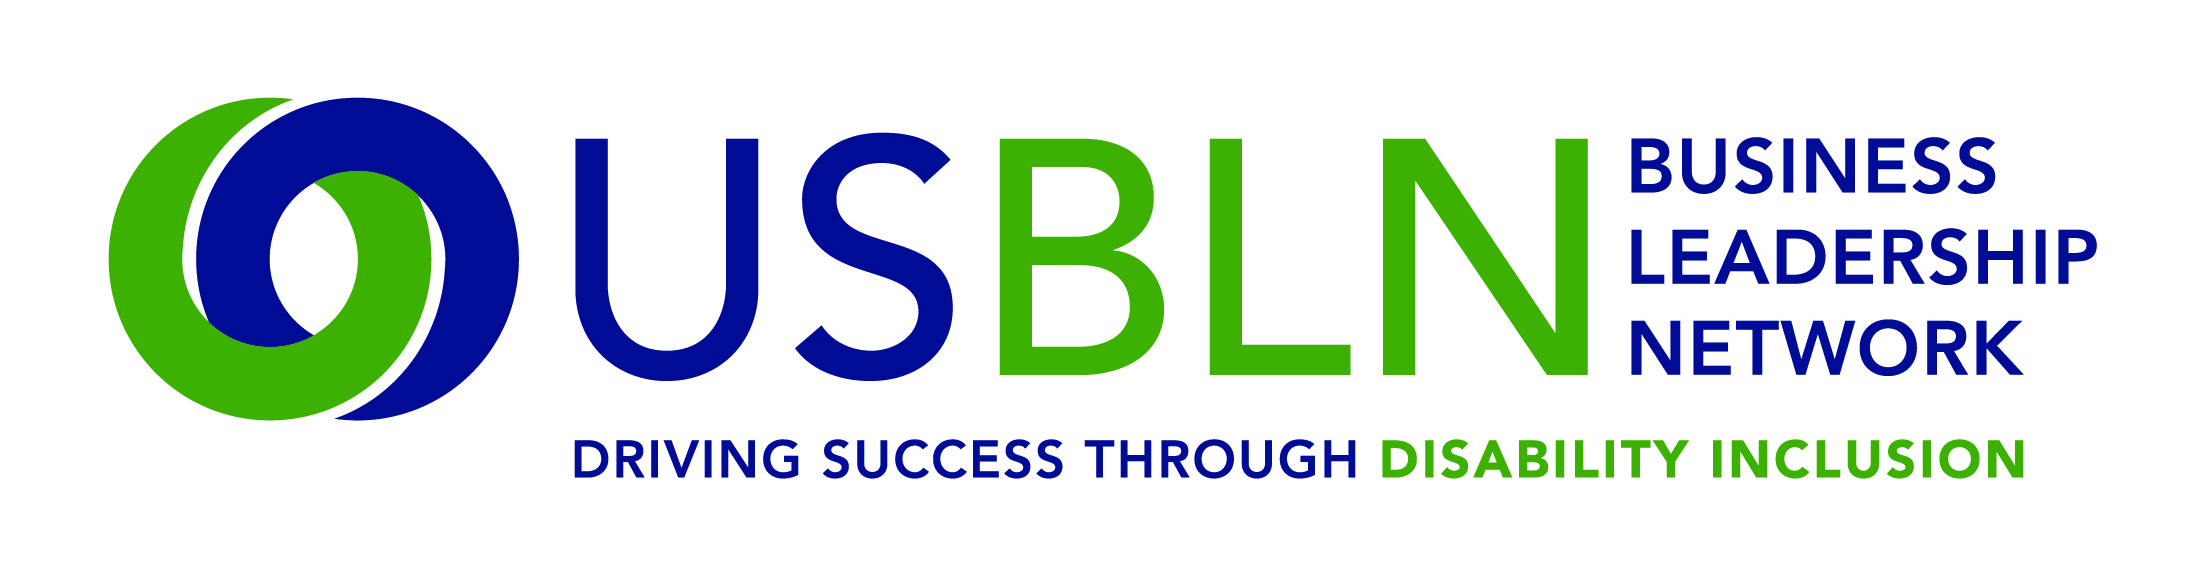 USBLN
BUSINESS
LEADERSHIP
NETWORK
DRIVING SUCCESS THROUGH DISABILITY INCLUSION